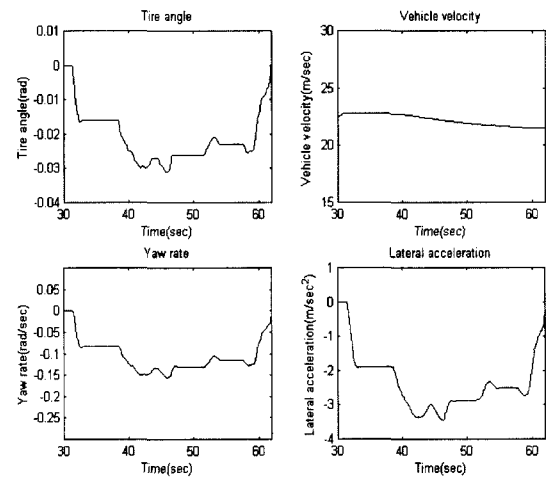 Tire angle
Tire angle(rad)
0.01
0
-0.01
-0.02
-0.03
-0.04
30 40 50 60
Time(sec)
Vehicle velocity
Vehicle velocity(m/sec)
30
25
20
15
30 40 50 60
Time(sec)
Yaw rate
Yaw rate(rad/sec)
0.05
0
-0.05
-0.1
-0.15
-0.2
-0.25
30 40 50 60
Time(sec)
Lateral acceleration
Lateral acceleration(m/sec²)
1
0
-1
-2
-3
-4
30 40 50 60
Time(sec)